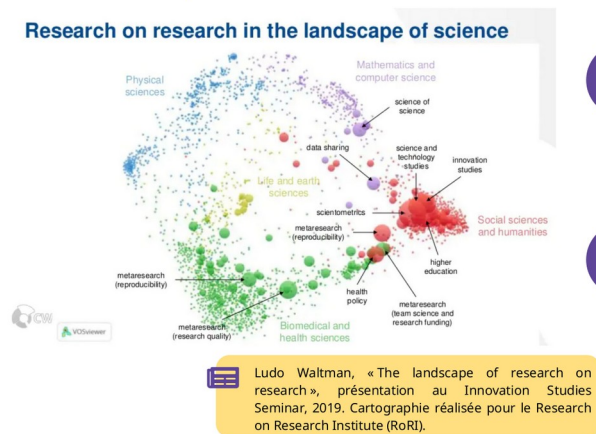 Research on research in the landscape of science
Physical
sciences
Mathematics and
computer science
science of
science
data sharing
science and
technology
studies
innovation
studies
Life and earth
sciences
scientometrics
Social sciences
and humanities
metaresearch
(reproducibility)
higher
education
metaresearch
(reproducibility)
health
policy
metaresearch
(team science and
research funding)
metaresearch
(research quality)
Biomedical and
health sciences
CW
VOSviewer
Ludo Waltman, « The landscape of research on
research », présentation au Innovation Studies
Seminar, 2019. Cartographie réalisée pour le Research
on Research Institute (RoRI).